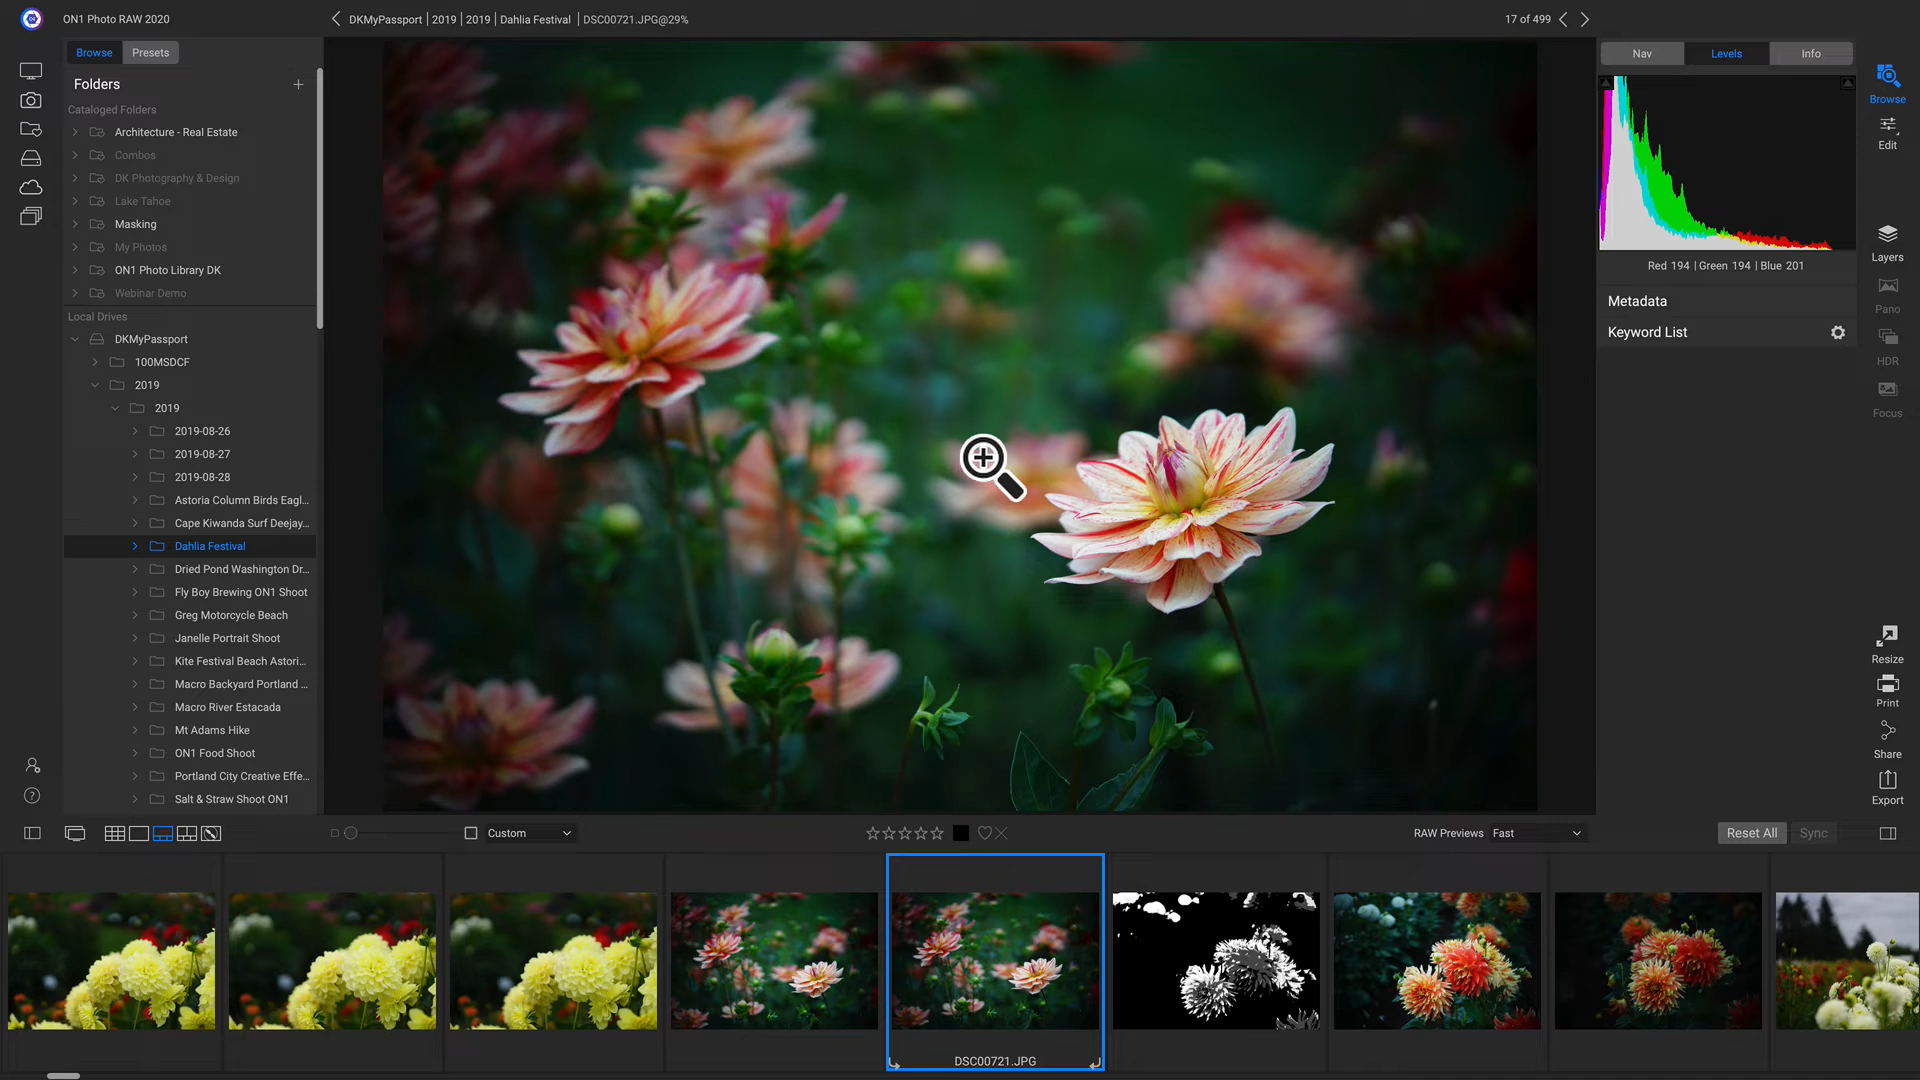 ON1 Photo RAW 2020
DKMyPassport | 2019 | 2019 | Dahlia Festival | DSC00721.JPG@29%
17 of 499
Browse
Presets
Folders
Cataloged Folders
Architecture - Real Estate
Combos
DK Photography & Design
Lake Tahoe
Masking
My Photos
ON1 Photo Library DK
Webinar Demo
Local Drives
DKMyPassport
100MSDCF
2019
2019
2019-08-26
2019-08-27
2019-08-28
Astoria Column Birds Eagl...
Cape Kiwanda Surf Deejay...
Dahlia Festival
Dried Pond Washington Dr...
Fly Boy Brewing ON1 Shoot
Greg Motorcycle Beach
Janelle Portrait Shoot
Kite Festival Beach Astori...
Macro Backyard Portland ...
Macro River Estacada
Mt Adams Hike
ON1 Food Shoot
Portland City Creative Effe...
Salt & Straw Shoot ON1
Nav
Levels
Info
Red 194 | Green 194 | Blue 201
Metadata
Keyword List
Browse
Edit
Layers
Pano
HDR
Focus
Resize
Print
Share
Export
Custom
RAW Previews Fast
Reset All
Sync
DSC00721.JPG